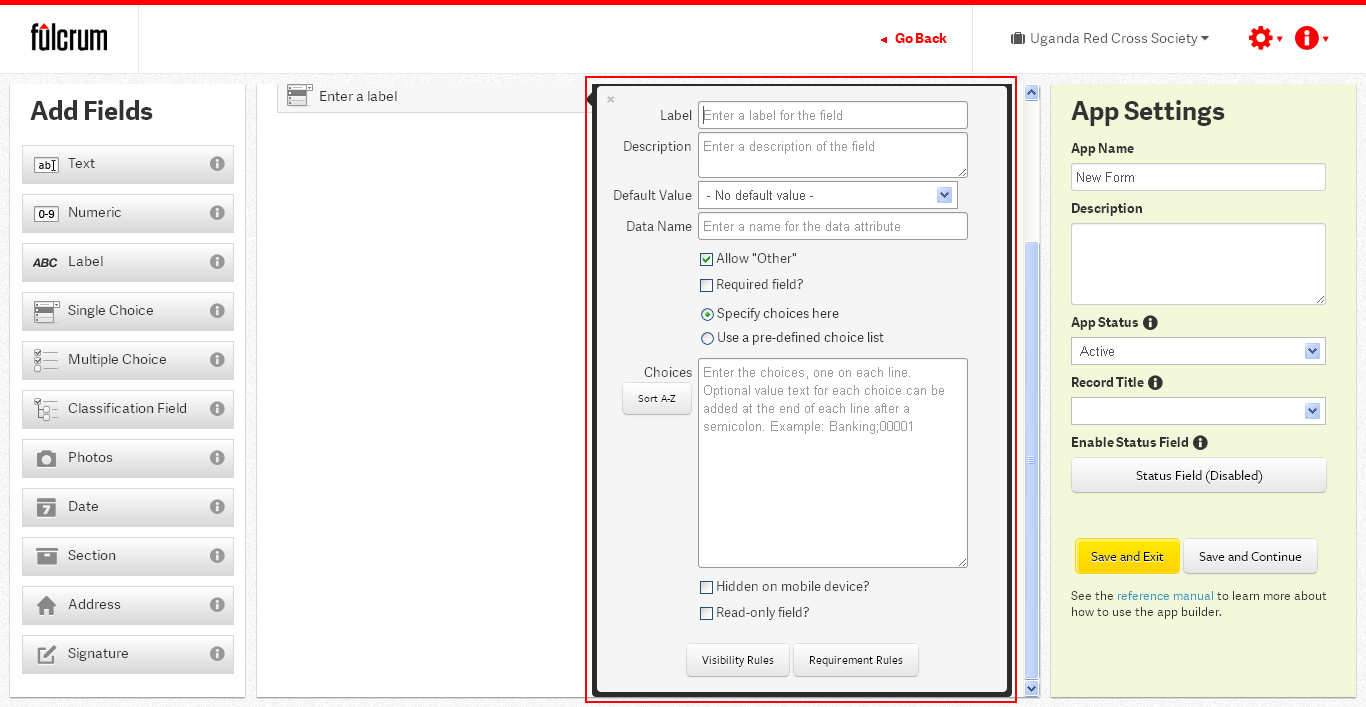 fulcrum
Go Back
Uganda Red Cross Society
Add Fields
Text
Numeric
Label
Single Choice
Multiple Choice
Classification Field
Photos
Date
Section
Address
Signature
ab
0-9
ABC
7
Enter a label
Label
Enter a label for the field
Description
Enter a description of the field
Default Value
- No default value -
Data Name
Enter a name for the data attribute
Allow "Other"
Required field?
Specify choices here
Use a pre-defined choice list
Choices
Sort A-Z
Enter the choices, one on each line.
Optional value text for each choice can be
added at the end of each line after a
semicolon. Example: Banking;00001
Hidden on mobile device?
Read-only field?
Visibility Rules
Requirement Rules
App Settings
App Name
New Form
Description
App Status
Active
Record Title
Enable Status Field
Status Field (Disabled)
Save and Exit
Save and Continue
See the reference manual to learn more about
how to use the app builder.